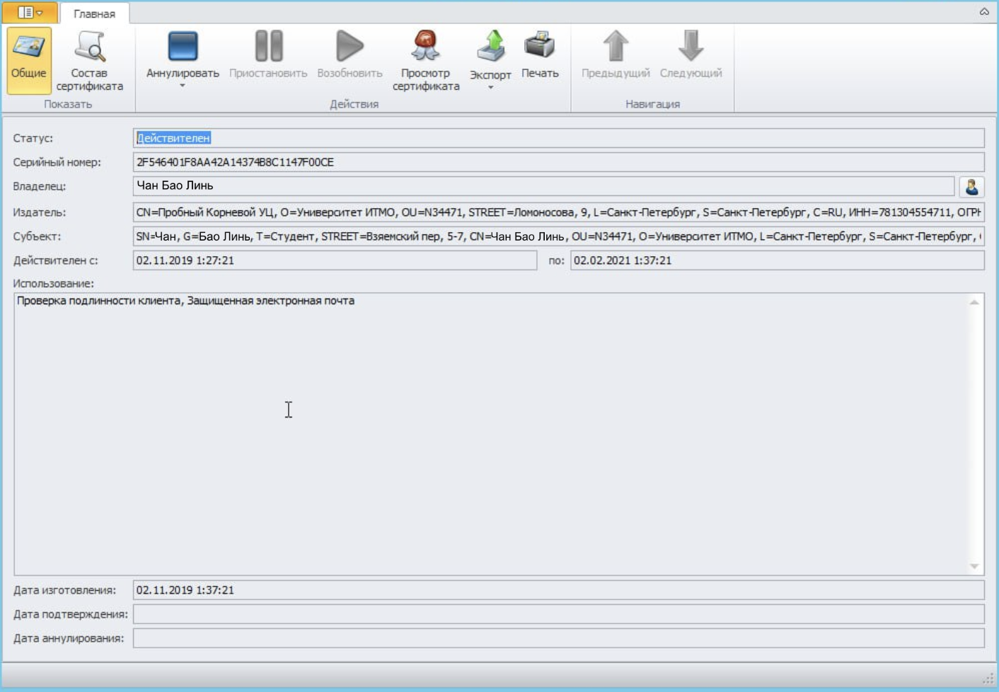 Главная
Общие
Состав сертификата
Показать
Аннулировать
Приостановить
Возобновить
Просмотр сертификата
Экспорт
Печать
Действия
Предыдущий
Следующий
Навигация
Статус: Действителен
Серийный номер: 2F546401F8AA42A14374B8C1147F00CE
Владелец: Чан Бао Линь
Издатель: CN=Пробный Корневой УЦ, O=Университет ИТМО, OU=N34471, STREET=Ломоносова, 9, L=Санкт-Петербург, S=Санкт-Петербург, C=RU, ИНН=781304554711, ОГРН
Субъект: SN=Чан, G=Бао Линь, T=Студент, STREET=Взяемский пер, 5-7, CN=Чан Бао Линь, OU=N34471, O=Университет ИТМО, L=Санкт-Петербург, S=Санкт-Петербург,
Действителен с: 02.11.2019 1:27:21 по: 02.02.2021 1:37:21
Использование:
Проверка подлинности клиента, Защищенная электронная почта
Дата изготовления: 02.11.2019 1:37:21
Дата подтверждения:
Дата аннулирования: